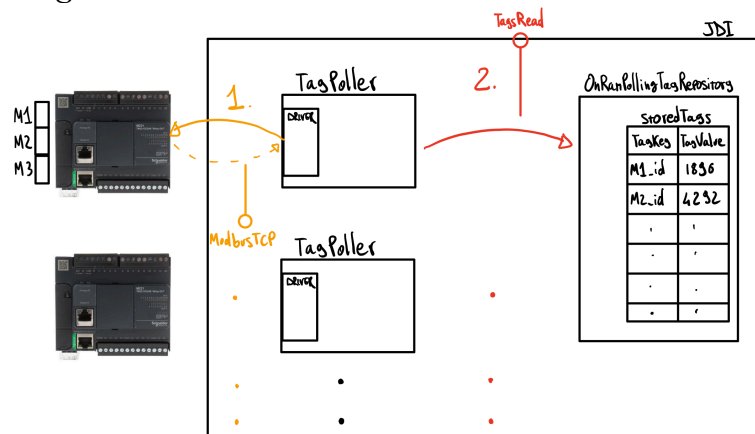 TagsRead
JDI
M1
M2
M3
1.
TagPoller
DRIVER
2.
OnRamPollingTagRepository
StoredTags
TagKey TagValue
M1_id 1896
M2_id 4292
ModbusTCP
TagPoller
DRIVER